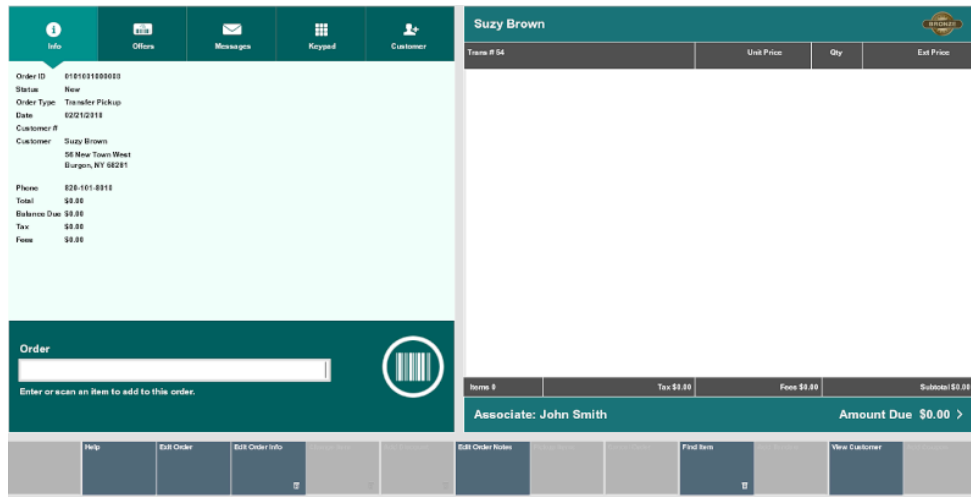 Info
Offers
Messages
Keypad
Customer
Order ID 0101031000080
Status New
Order Type Transfer Pickup
Date 02/21/2018
Customer #
Customer Suzy Brown
56 New Town West
Burgon, NY 68281
Phone 820-101-8018
Total $0.00
Balance Due $0.00
Tax $0.00
Fees $0.00
Order
Enter or scan an item to add to this order.
Suzy Brown
BRONZE
Trans # 54 Unit Price Qty Ext Price
Items 0 Tax $0.00 Fees $0.00 Subtotal $0.00
Associate: John Smith Amount Due $0.00 >
Help
Exit Order
Edit Order Info
Edit Order Notes
Find Item
View Customer